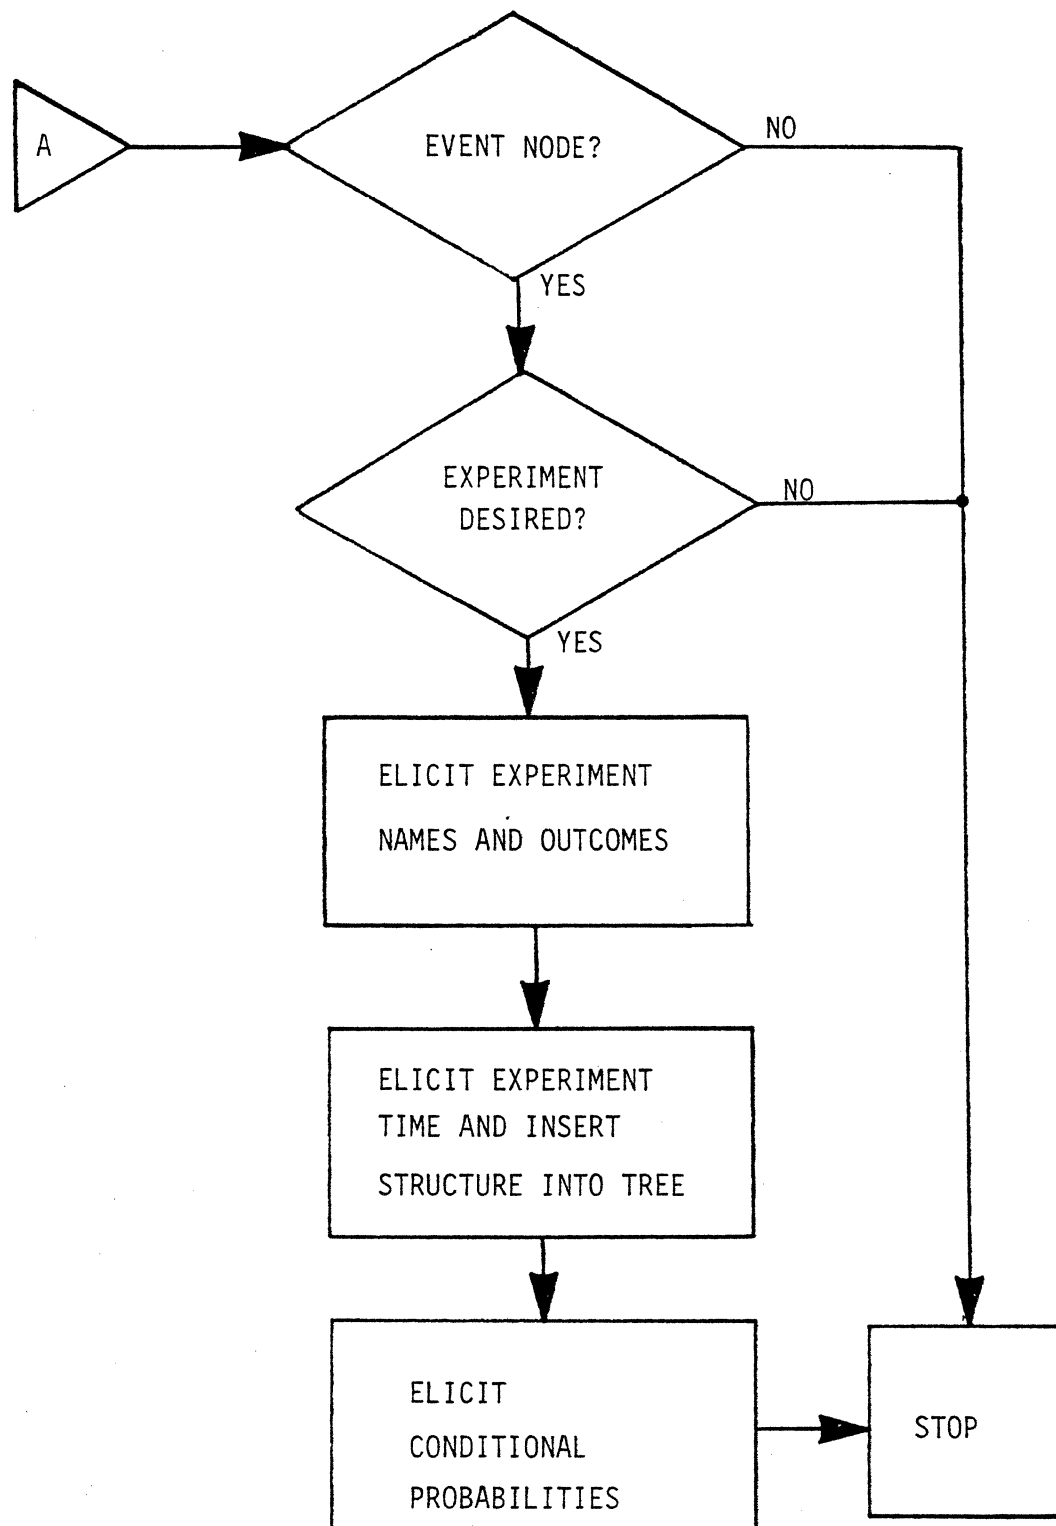 A
EVENT NODE?
NO
YES
EXPERIMENT
DESIRED?
NO
YES
ELICIT EXPERIMENT
NAMES AND OUTCOMES
ELICIT EXPERIMENT
TIME AND INSERT
STRUCTURE INTO TREE
ELICIT
CONDITIONAL
PROBABILITIES
STOP